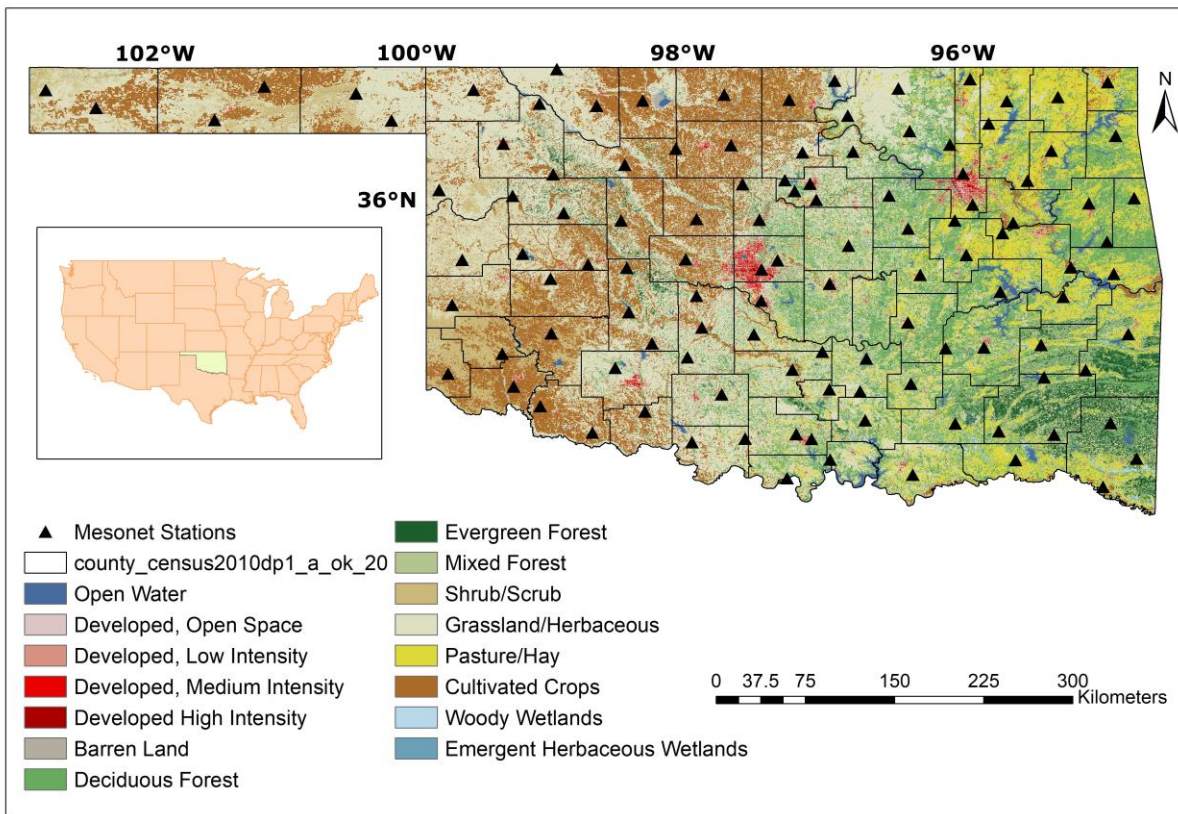 102°W
100°W
98°W
96°W
N
36°N
Mesonet Stations
county_census2010dp1_a_ok_20
Open Water
Developed, Open Space
Developed, Low Intensity
Developed, Medium Intensity
Developed High Intensity
Barren Land
Deciduous Forest
Evergreen Forest
Mixed Forest
Shrub/Scrub
Grassland/Herbaceous
Pasture/Hay
Cultivated Crops
Woody Wetlands
Emergent Herbaceous Wetlands
0 37.5 75 150 225 300
Kilometers